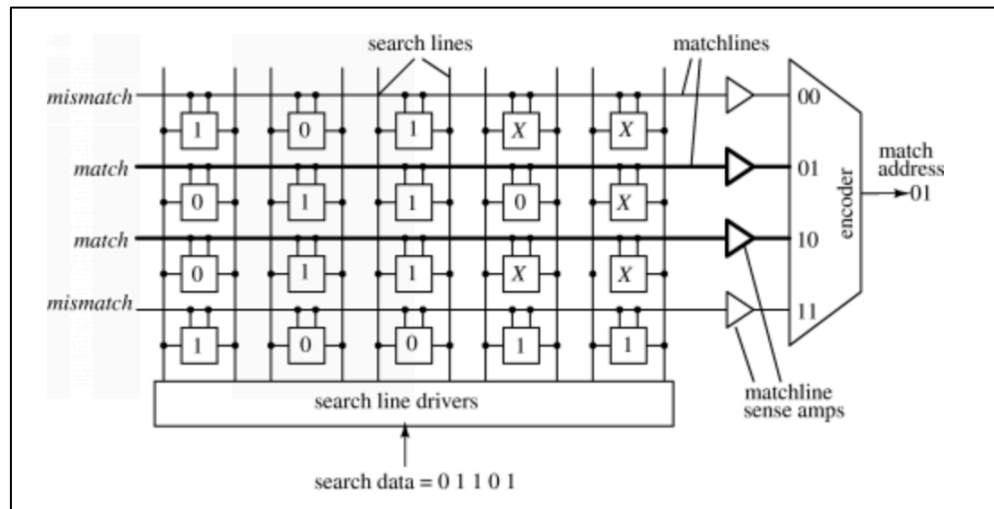 search lines
matchlines
mismatch
00
1 0 1 X X
match
01
match address
01
0 1 1 0 X
encoder
match
10
0 1 1 X X
mismatch
11
1 0 0 1 1
search line drivers
matchline
sense amps
search data = 0 1 1 0 1